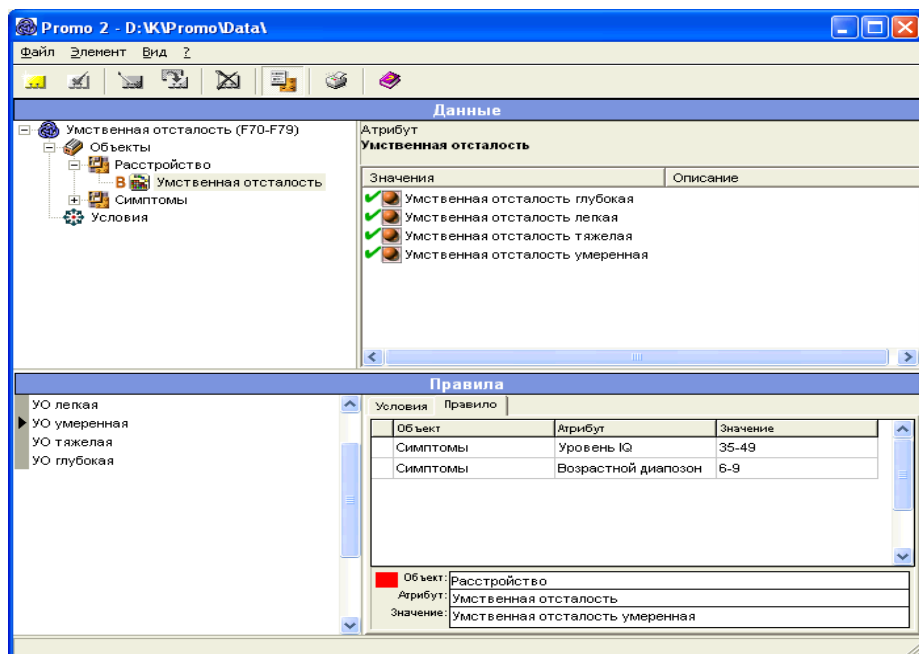 Promo 2 - D:\К\Promo\Data\
Файл Элемент Вид ?
Данные
Умственная отсталость (F70-F79)
Объекты
Расстройство
В Умственная отсталость
Симптомы
Условия
Атрибут
Умственная отсталость
Значения Описание
Умственная отсталость глубокая
Умственная отсталость легкая
Умственная отсталость тяжелая
Умственная отсталость умеренная
Правила
УО легкая
УО умеренная
УО тяжелая
УО глубокая
Условия Правило
Объект Атрибут Значение
Симптомы Уровень IQ 35-49
Симптомы Возрастной диапозон 6-9
Объект: Расстройство
Атрибут: Умственная отсталость
Значение: Умственная отсталость умеренная